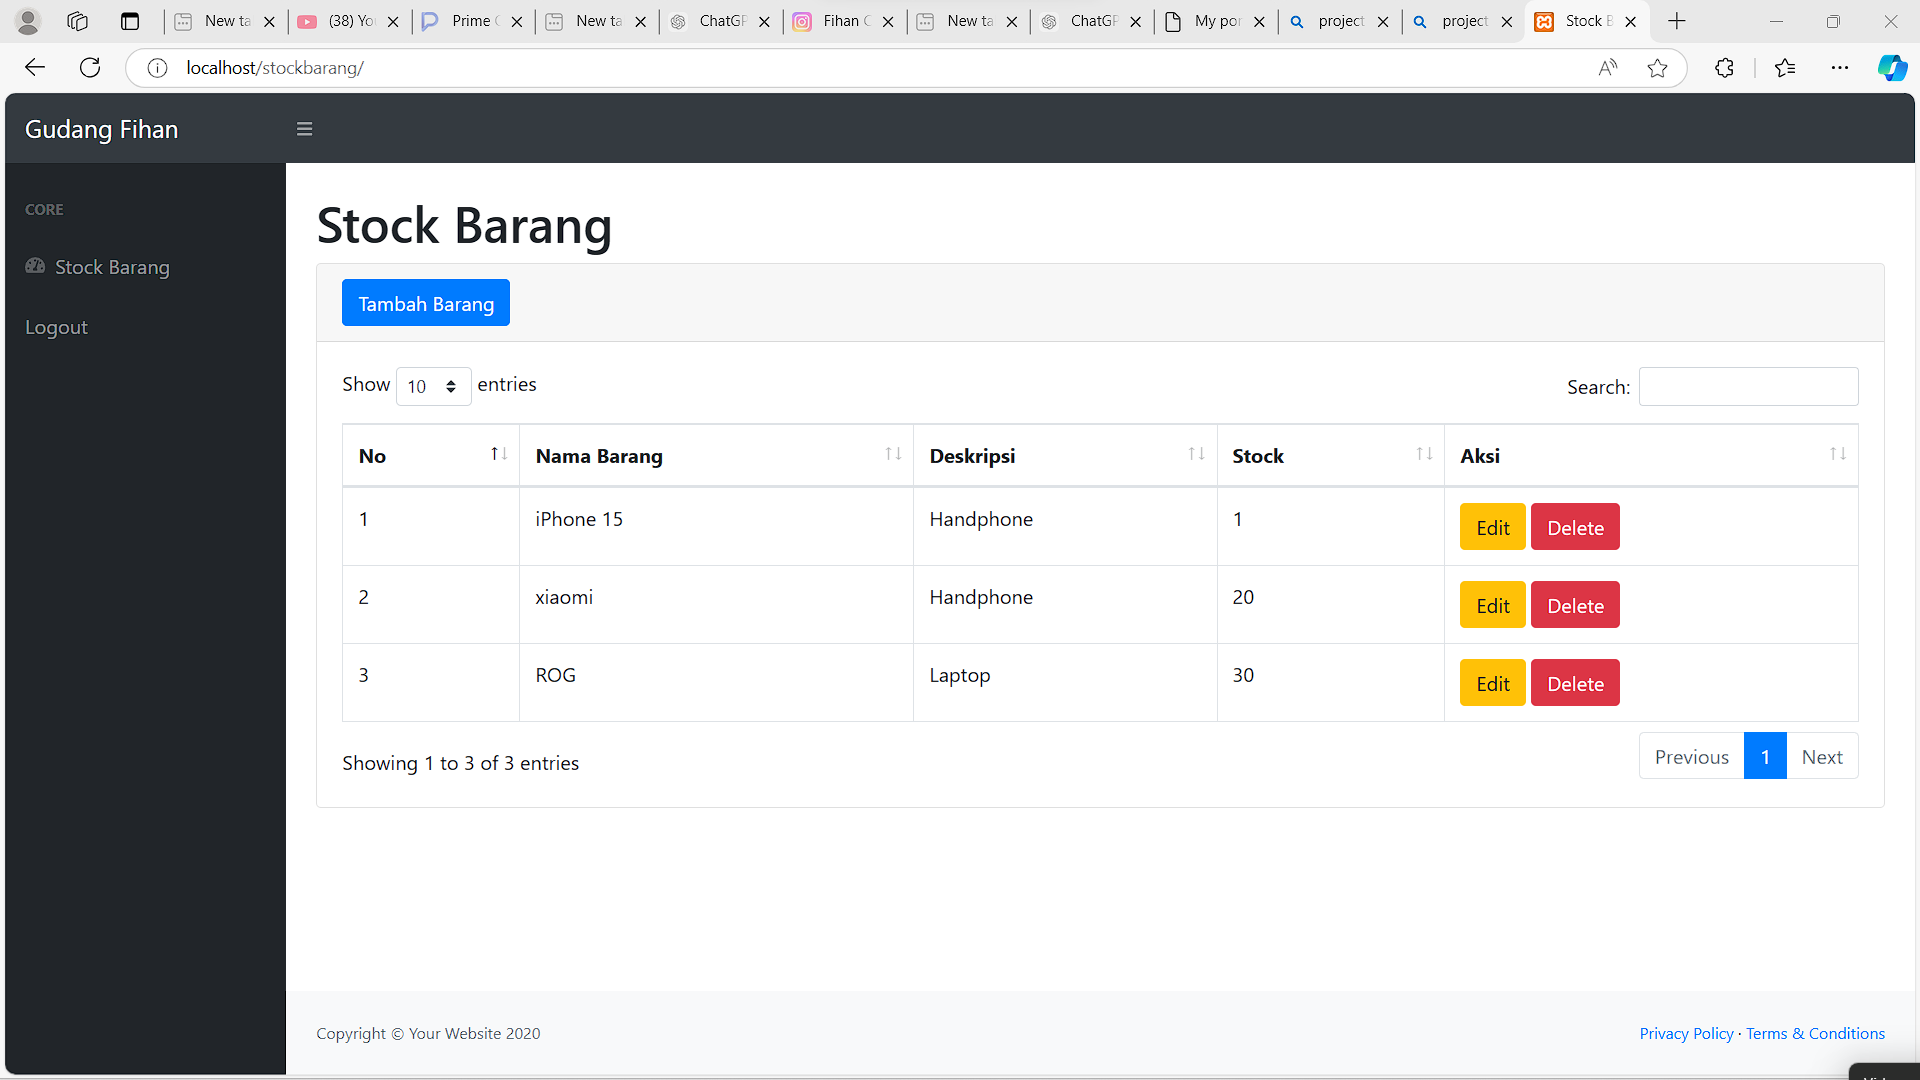 New ta
(38) Yo
Prime
New ta
ChatGP
Fihan
New ta
ChatGP
My por
project
project
Stock B
localhost/stockbarang/
Gudang Fihan
CORE
Stock Barang
Logout
Stock Barang
Tambah Barang
Show 10 entries
Search:
No Nama Barang Deskripsi Stock Aksi
1 iPhone 15 Handphone 1 Edit Delete
2 xiaomi Handphone 20 Edit Delete
3 ROG Laptop 30 Edit Delete
Showing 1 to 3 of 3 entries
Previous 1 Next
Copyright © Your Website 2020
Privacy Policy · Terms & Conditions